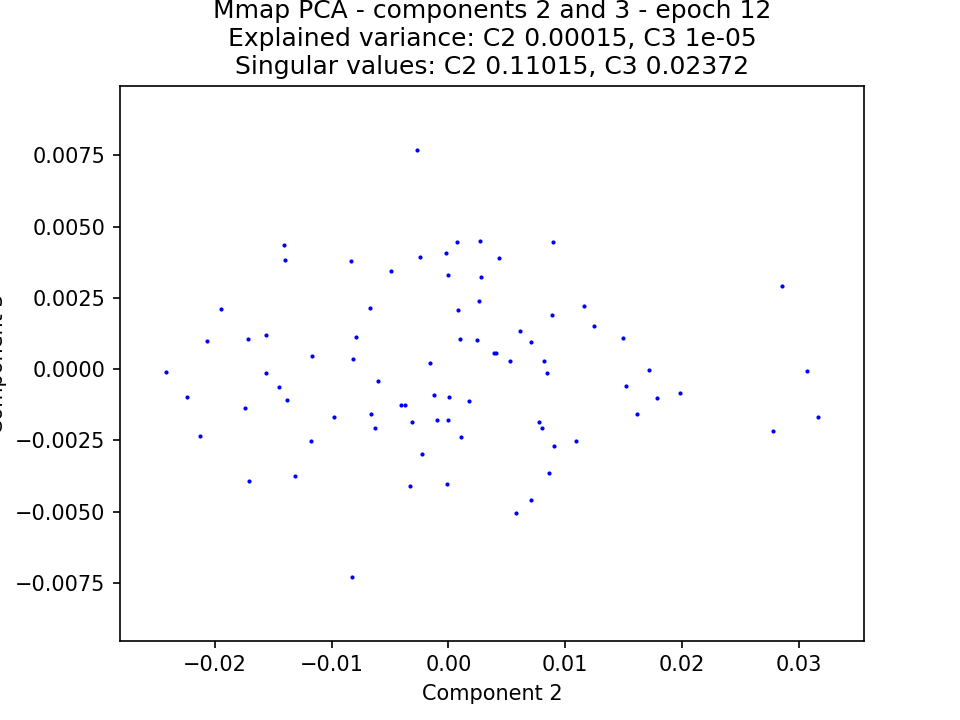 Mmap PCA - components 2 and 3 - epoch 12
Explained variance: C2 0.00015, C3 1e-05
Singular values: C2 0.11015, C3 0.02372
0.0075
0.0050
0.0025
0.0000
−0.0025
−0.0050
−0.0075
−0.02 −0.01 0.00 0.01 0.02 0.03
Component 2